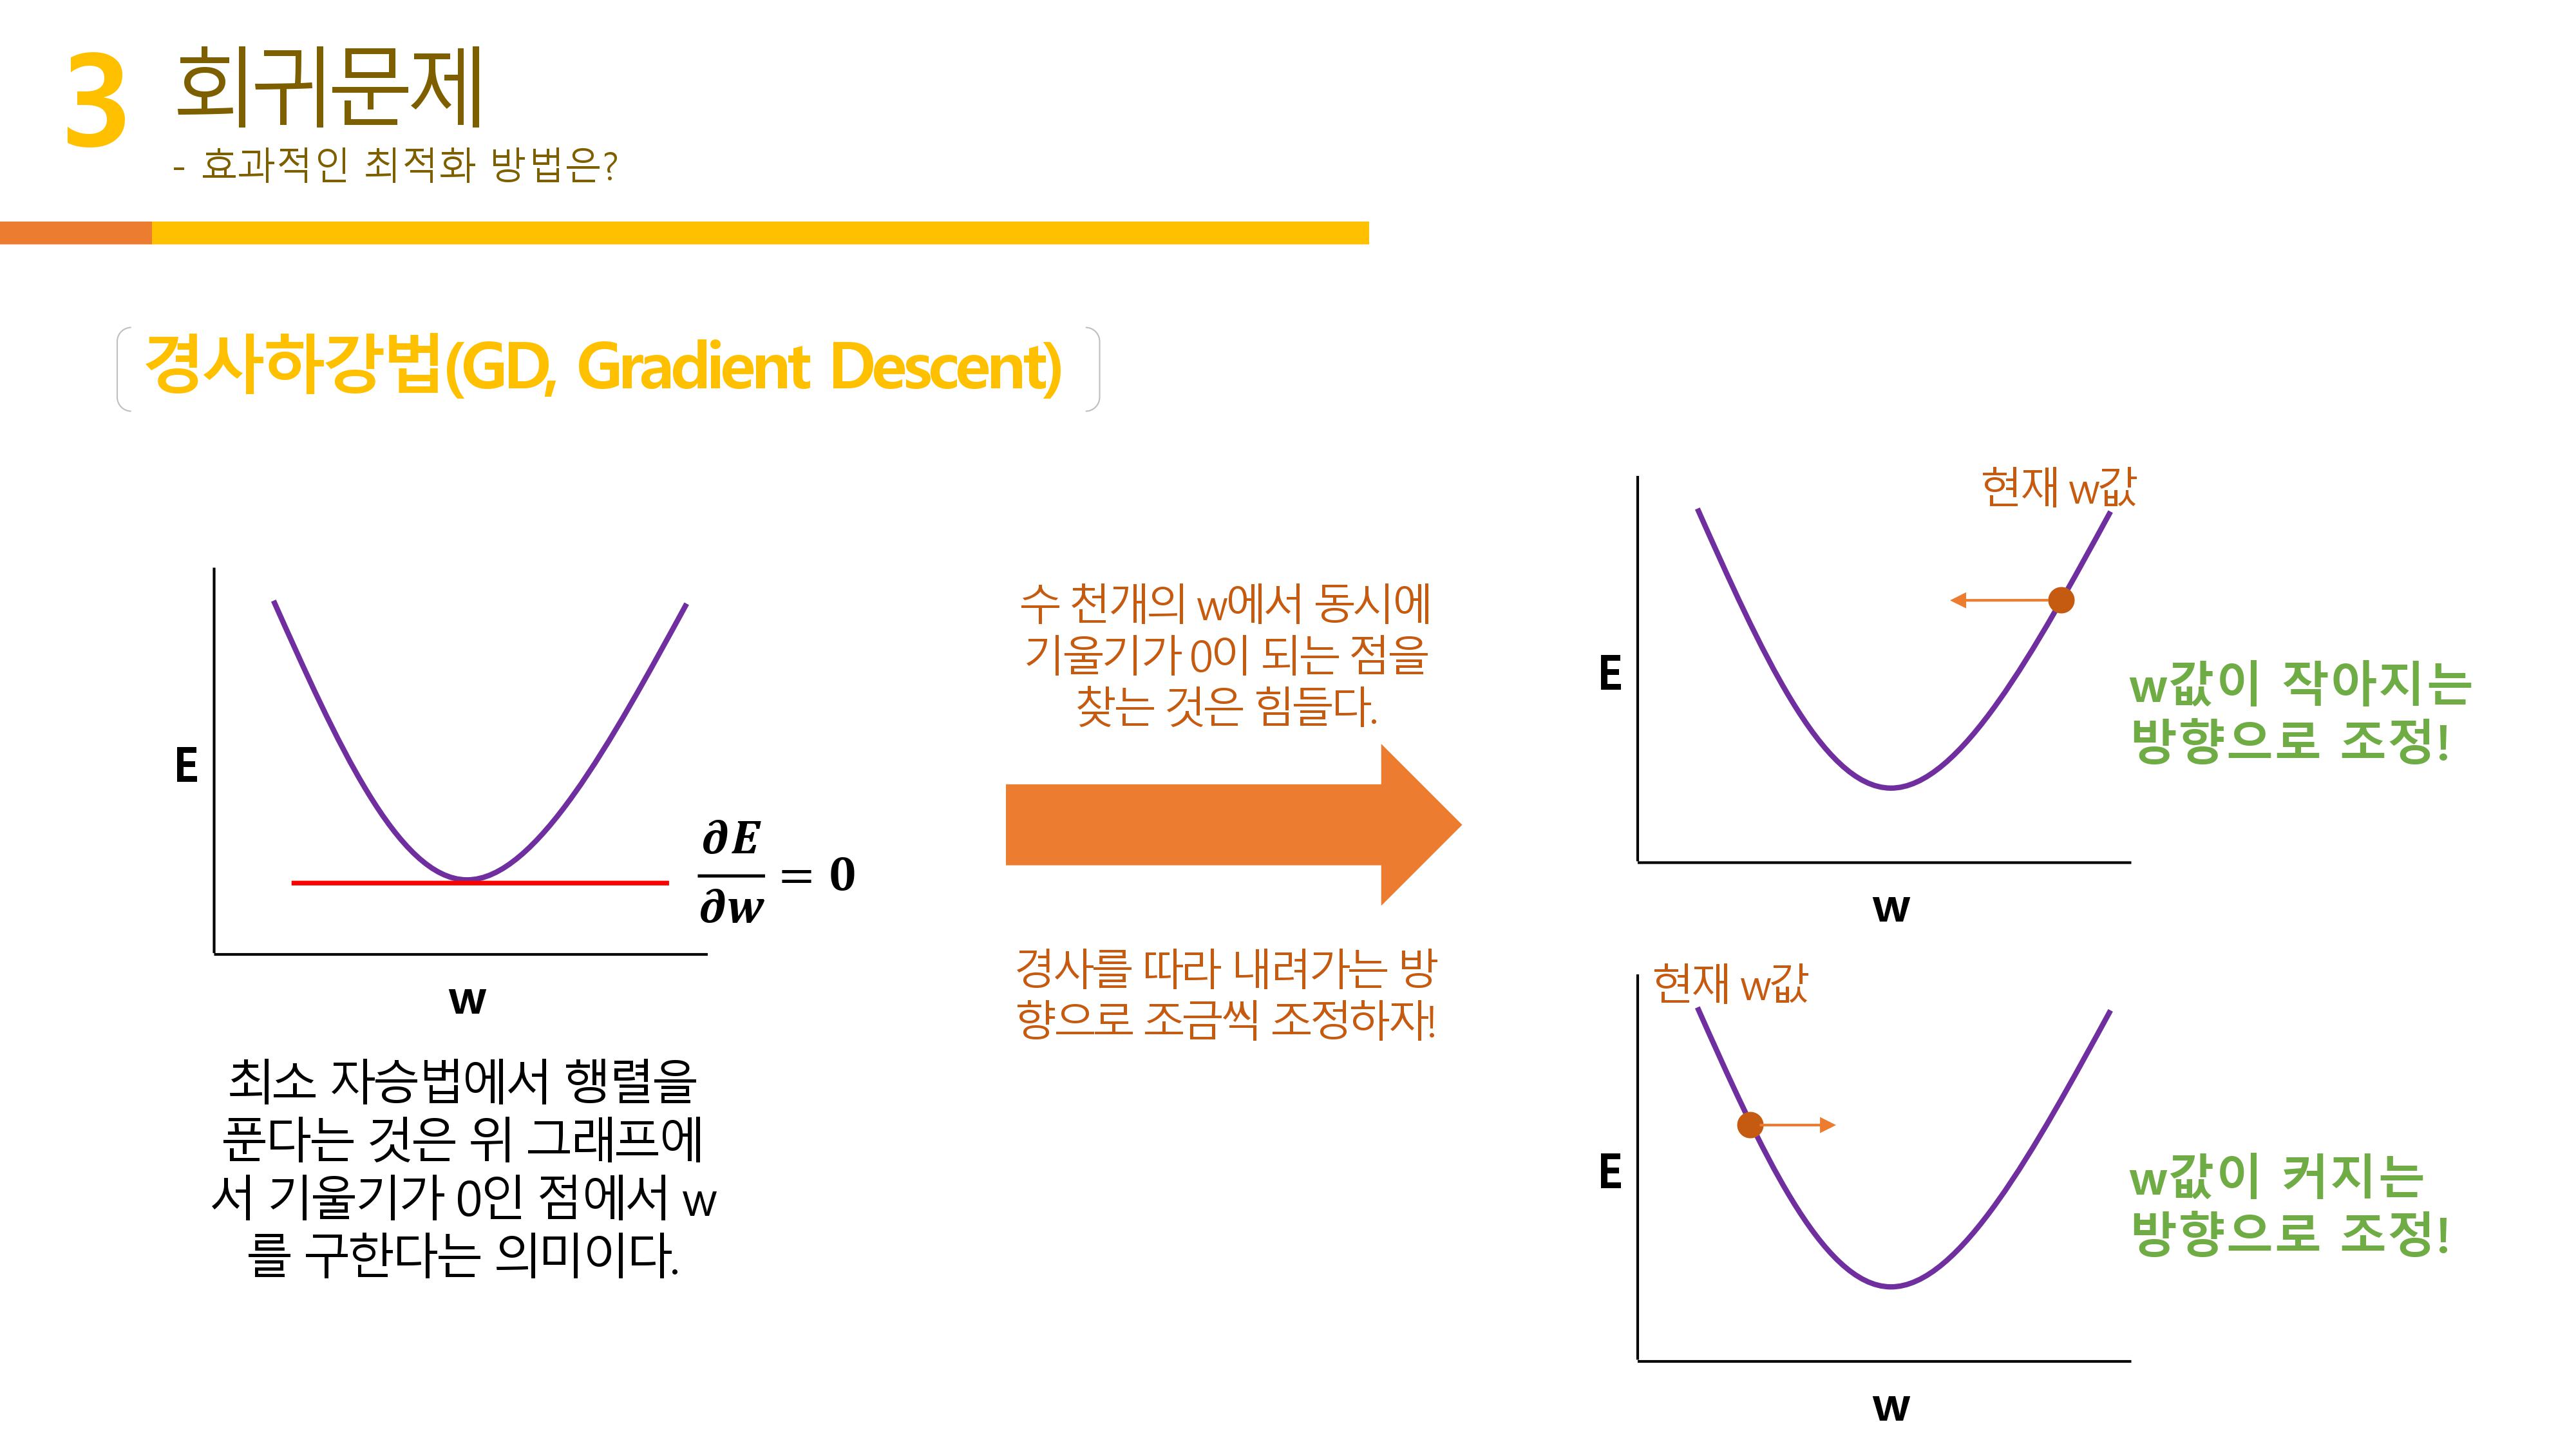 3
회귀문제
- 효과적인 최적화 방법은?
경사하강법(GD, Gradient Descent)
E
∂E
∂w
= 0
w
최소 자승법에서 행렬을
푼다는 것은 위 그래프에
서 기울기가 0인 점에서 w
를 구한다는 의미이다.
수 천개의 w에서 동시에
기울기가 0이 되는 점을
찾는 것은 힘들다.
경사를 따라 내려가는 방
향으로 조금씩 조정하자!
현재 w값
E
w
w값이 작아지는
방향으로 조정!
현재 w값
E
w
w값이 커지는
방향으로 조정!